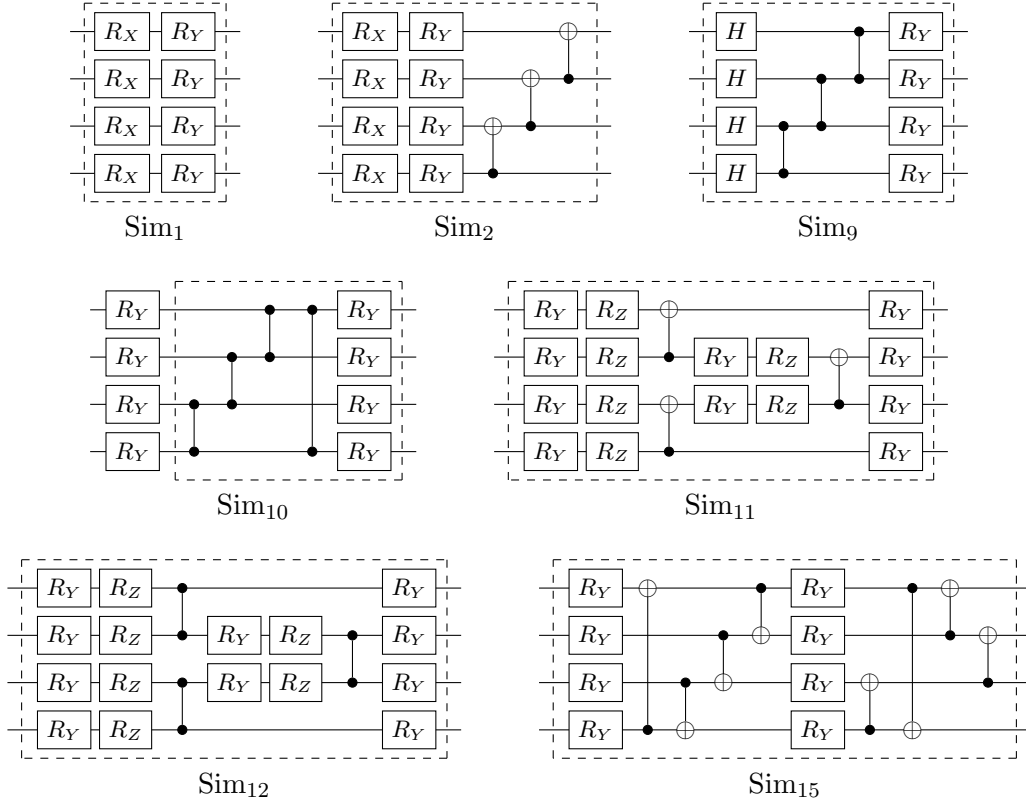 R_X R_Y R_X R_Y H R_Y
R_X R_Y R_X R_Y H R_Y
R_X R_Y R_X R_Y H R_Y
R_X R_Y R_X R_Y H R_Y
Sim_1 Sim_2 Sim_9
R_Y R_Y R_Y R_Z R_Y
R_Y R_Y R_Y R_Z R_Y R_Z R_Y
R_Y R_Y R_Y R_Z R_Y R_Z R_Y
R_Y R_Y R_Y R_Z R_Y
Sim_10 Sim_11
R_Y R_Z R_Y R_Y R_Y
R_Y R_Z R_Y R_Z R_Y R_Y R_Y
R_Y R_Z R_Y R_Z R_Y R_Y R_Y
R_Y R_Z R_Y R_Y R_Y
Sim_12 Sim_15